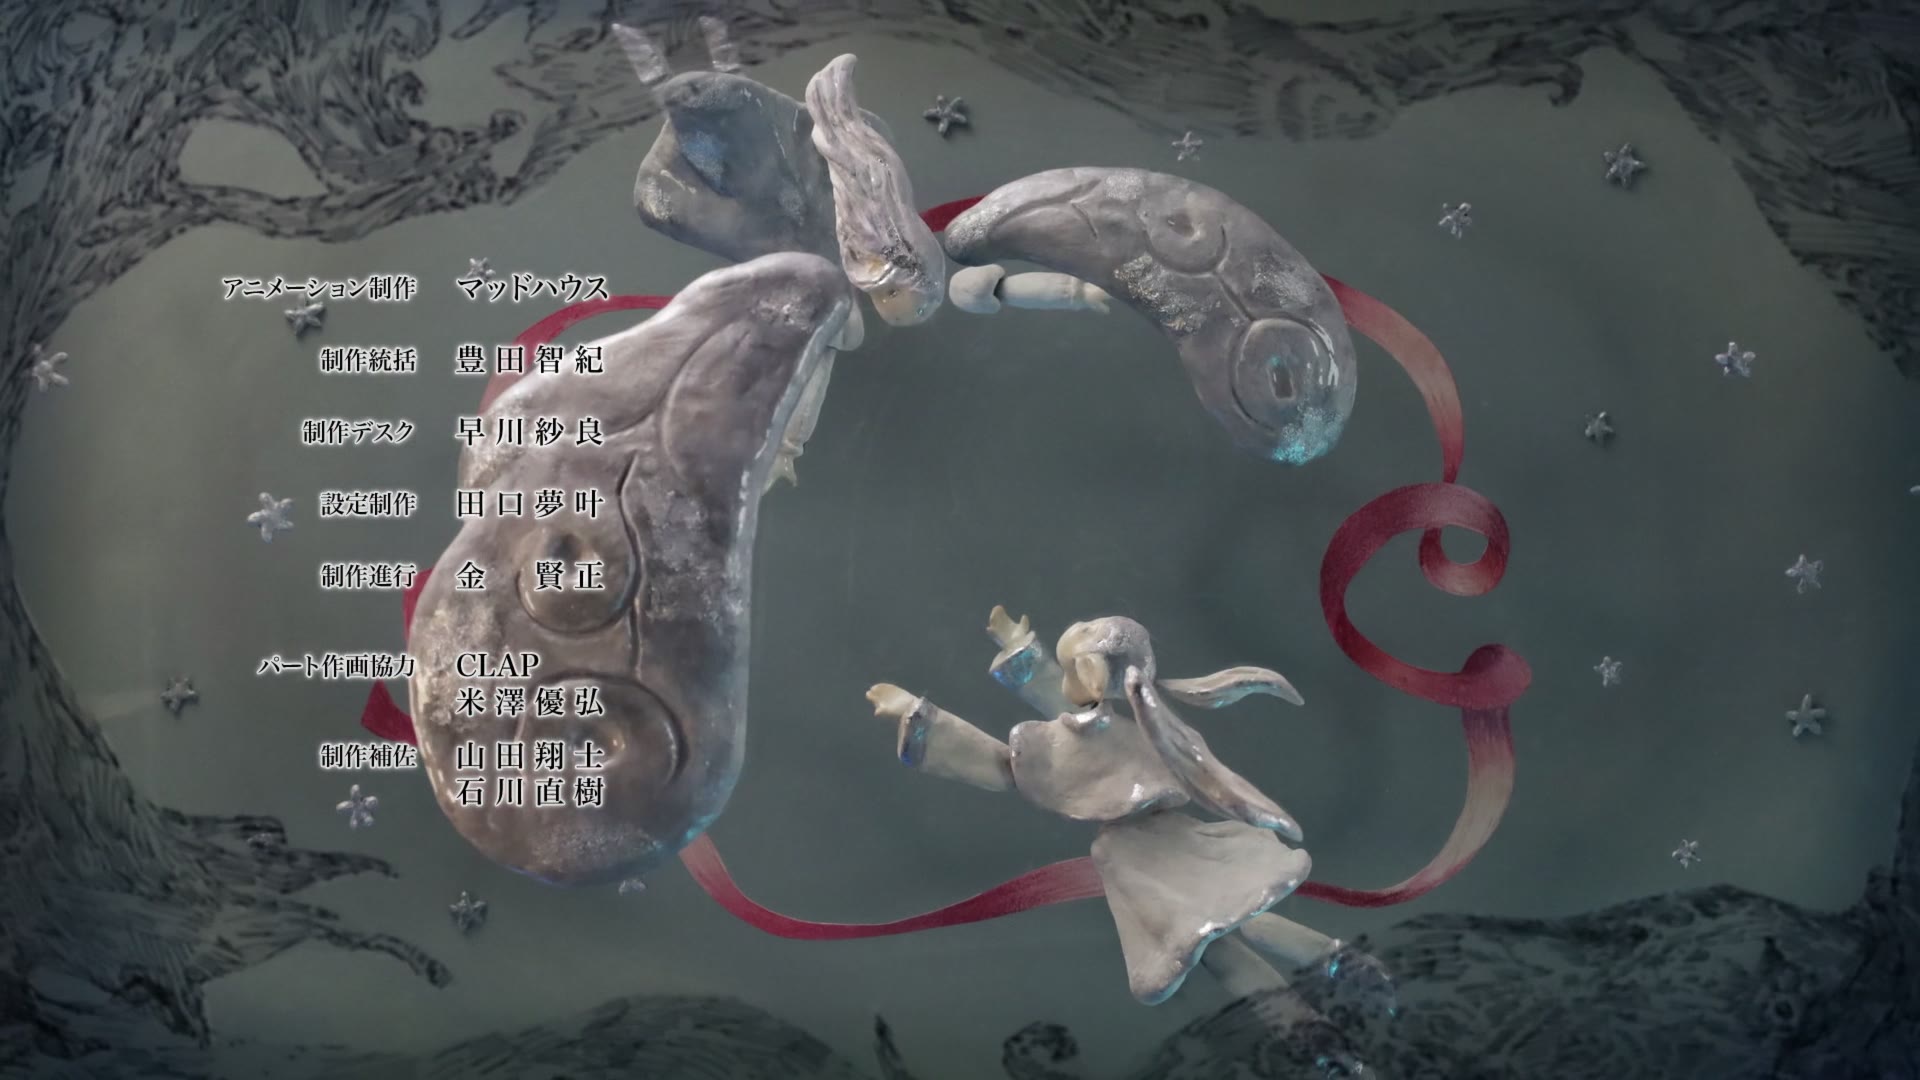 アニメーション制作 マッドハウス
制作統括 豊田智紀
制作デスク 早川紗良
設定制作 田口夢叶
制作進行 金 賢正
パート作画協力 CLAP
米澤優弘
制作補佐 山田翔士
石川直樹